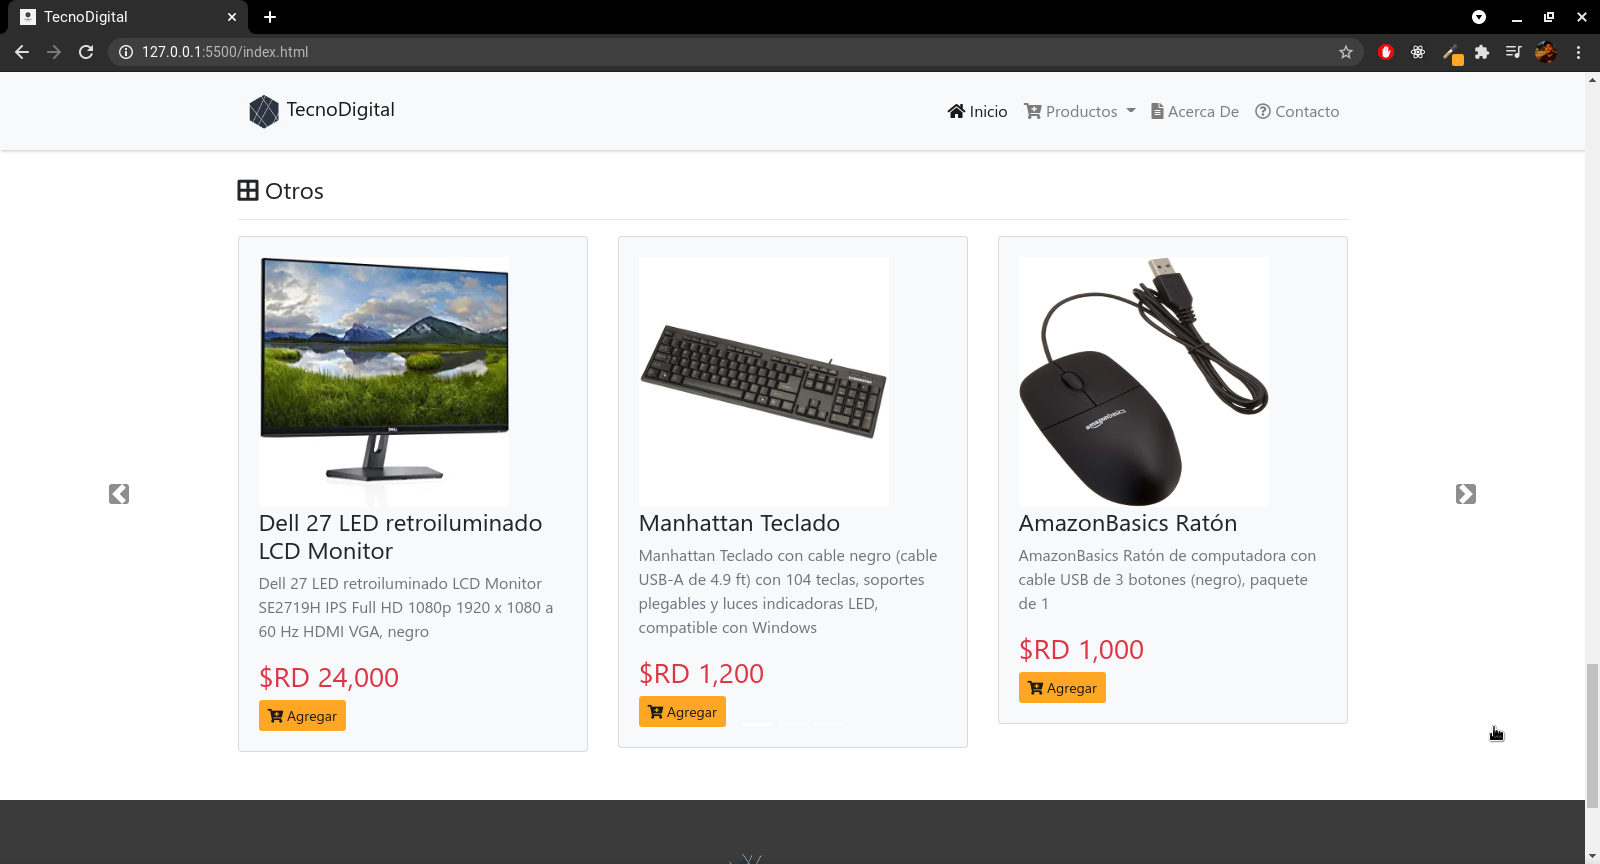 TecnoDigital
127.0.0.1:5500/index.html
TecnoDigital
Inicio
Productos
Acerca De
Contacto
Otros
DELL
amazonbasics
Dell 27 LED retroiluminado
LCD Monitor
Dell 27 LED retroiluminado LCD Monitor
SE2719H IPS Full HD 1080p 1920 x 1080 a
60 Hz HDMI VGA, negro
$RD 24,000
Agregar
Manhattan Teclado
Manhattan Teclado con cable negro (cable
USB-A de 4.9 ft) con 104 teclas, soportes
plegables y luces indicadoras LED,
compatible con Windows
$RD 1,200
Agregar
AmazonBasics Ratón
AmazonBasics Ratón de computadora con
cable USB de 3 botones (negro), paquete
de 1
$RD 1,000
Agregar